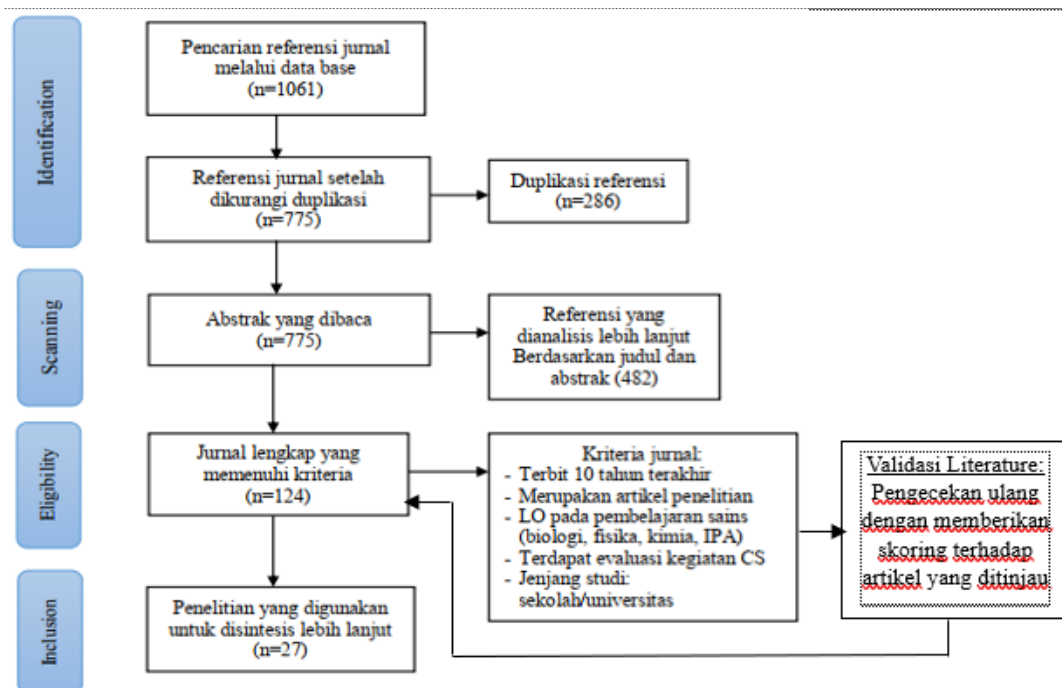 Identification
Pencarian referensi jurnal
melalui data base
(n=1061)
Referensi jurnal setelah
dikurangi duplikasi
(n=775)
Duplikasi referensi
(n=286)
Scanning
Abstrak yang dibaca
(n=775)
Referensi yang
dianalisis lebih lanjut
Berdasarkan judul dan
abstrak (482)
Eligibility
Jurnal lengkap yang
mememuhi kriteria
(n=124)
Kriteria jurnal:
- Terbit 10 tahun terakhir
- Merupakan artikel penelitian
- LO pada pembelajaran sains
(biologi, fisika, kimia, IPA)
- Terdapat evaluasi kegiatan CS
- Jenjang studi:
sekolah/universitas
Validasi Literature:
Pengecekan ulang
dengan memberikan
skoring terhadap
artikel yang ditinjau
Inclusion
Penelitian yang digunakan
untuk disintesis lebih lanjut
(n=27)